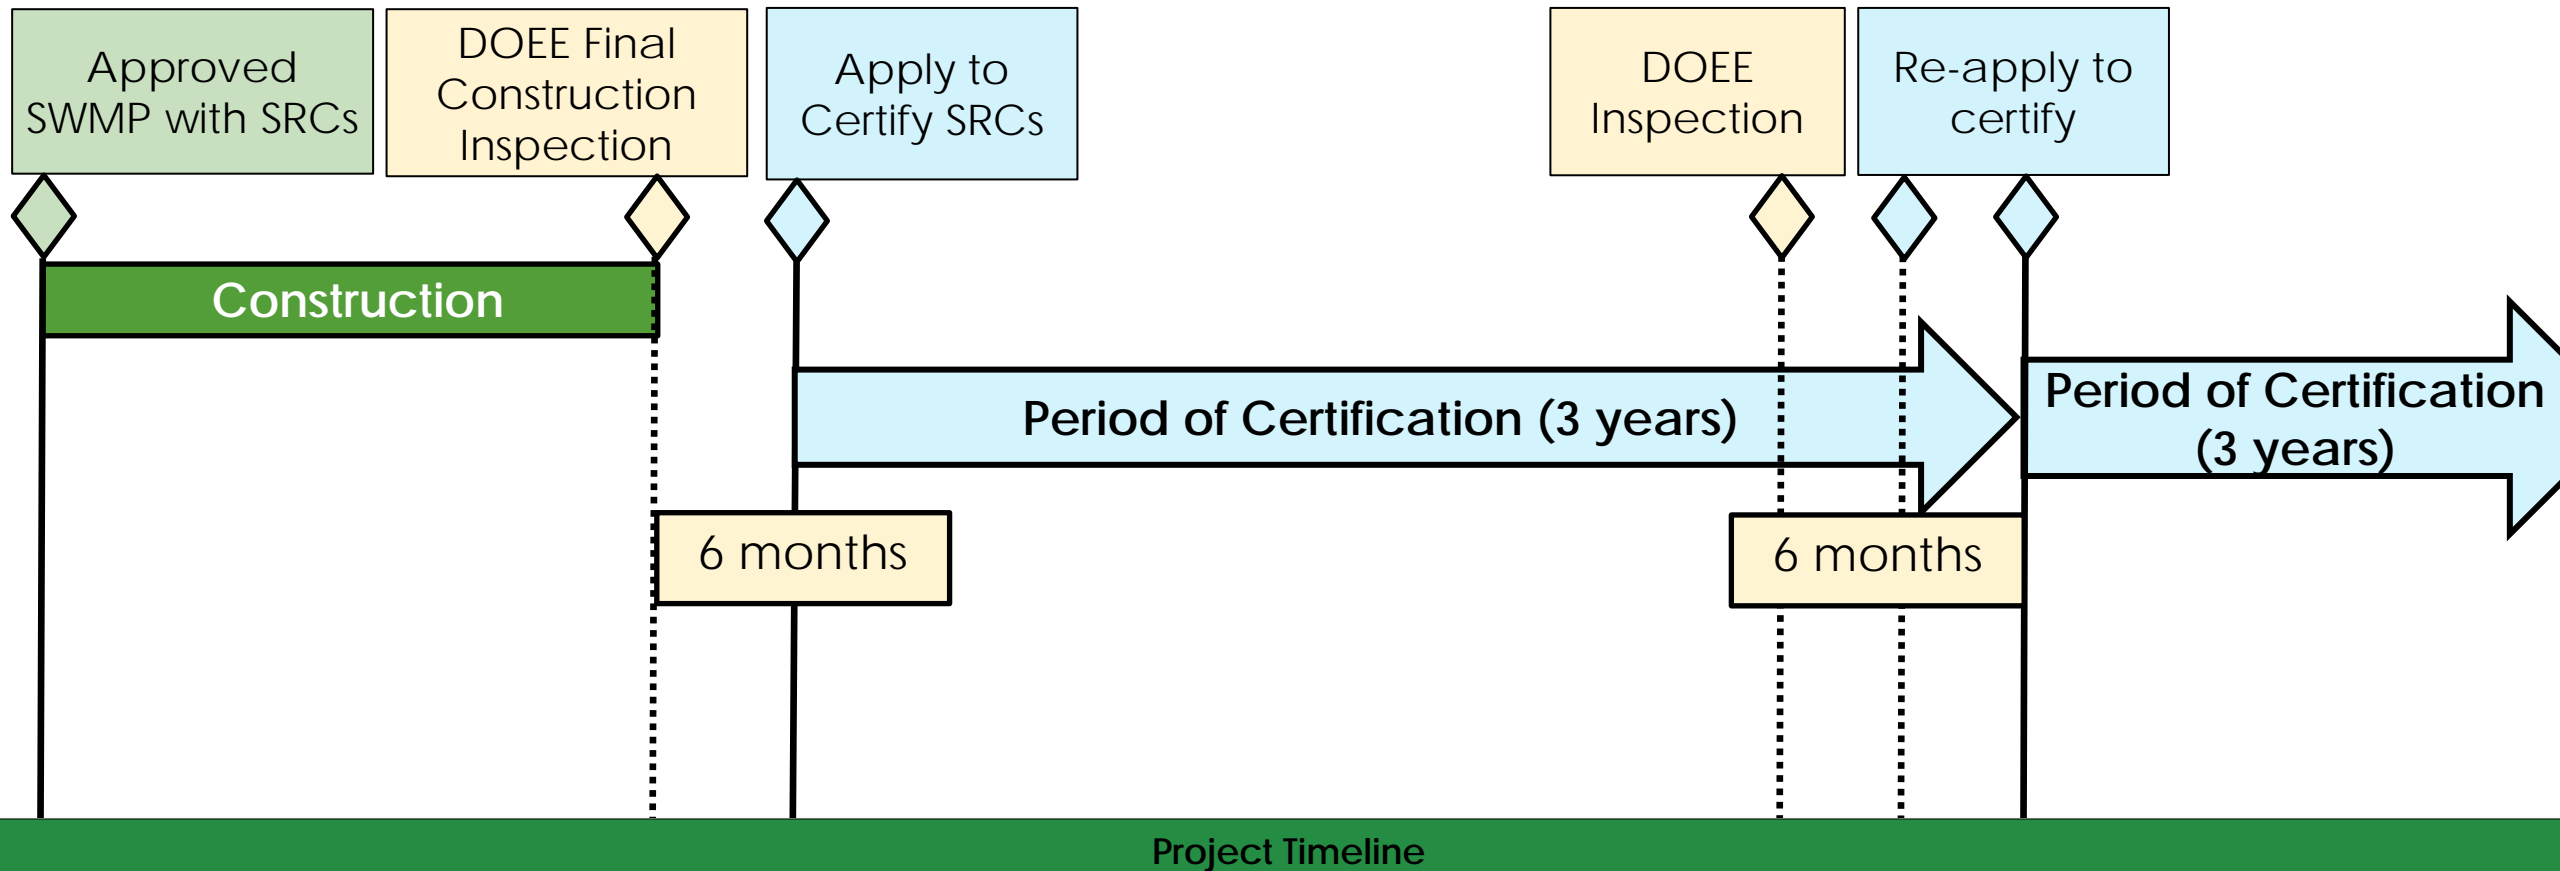 Approved
SWMP with SRCs
DOEE Final
Construction
Inspection
Apply to
Certify SRCs
DOEE
Inspection
Re-apply to
certify
Construction
Period of Certification (3 years)
Period of Certification
(3 years)
6 months
6 months
Project Timeline